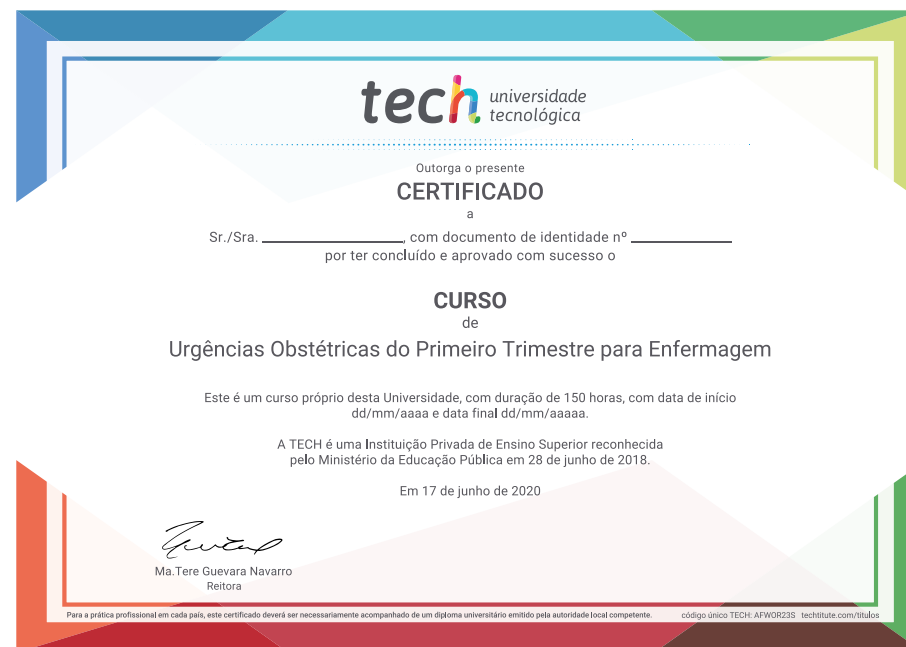 tech universidade
tecnológica
Outorga o presente
CERTIFICADO
a
Sr./Sra. ____________, com documento de identidade nº ____________
por ter concluído e aprovado com sucesso o
CURSO
de
Urgências Obstétricas do Primeiro Trimestre para Enfermagem
Este é um curso próprio desta Universidade, com duração de 150 horas, com data de início
dd/mm/aaaa e data final dd/mm/aaaaa.
A TECH é uma Instituição Privada de Ensino Superior reconhecida
pelo Ministério da Educação Pública em 28 de junho de 2018.
Em 17 de junho de 2020
Ma.Tere Guevara Navarro
Reitora
Para a prática profissional em cada país, este certificado deverá ser necessariamente acompanhado de um diploma universitário emitido pela autoridade local competente. código único TECH: AFWOR23S techtitute.com/titulos